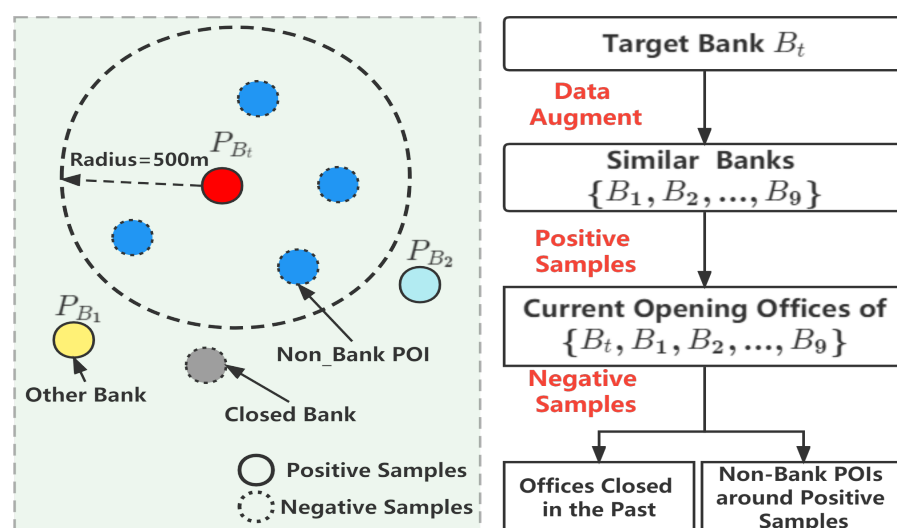 P_{B_t}
Radius=500m
P_{B_2}
P_{B_1}
Non_Bank POI
Other Bank
Closed Bank
Positive Samples
Negative Samples
Target Bank B_t
Data
Augment
Similar Banks
{B_1, B_2, ..., B_9}
Positive
Samples
Current Opening Offices of
{B_t, B_1, B_2, ..., B_9}
Negative
Samples
Offices Closed
in the Past
Non-Bank POIs
around Positive
Samples